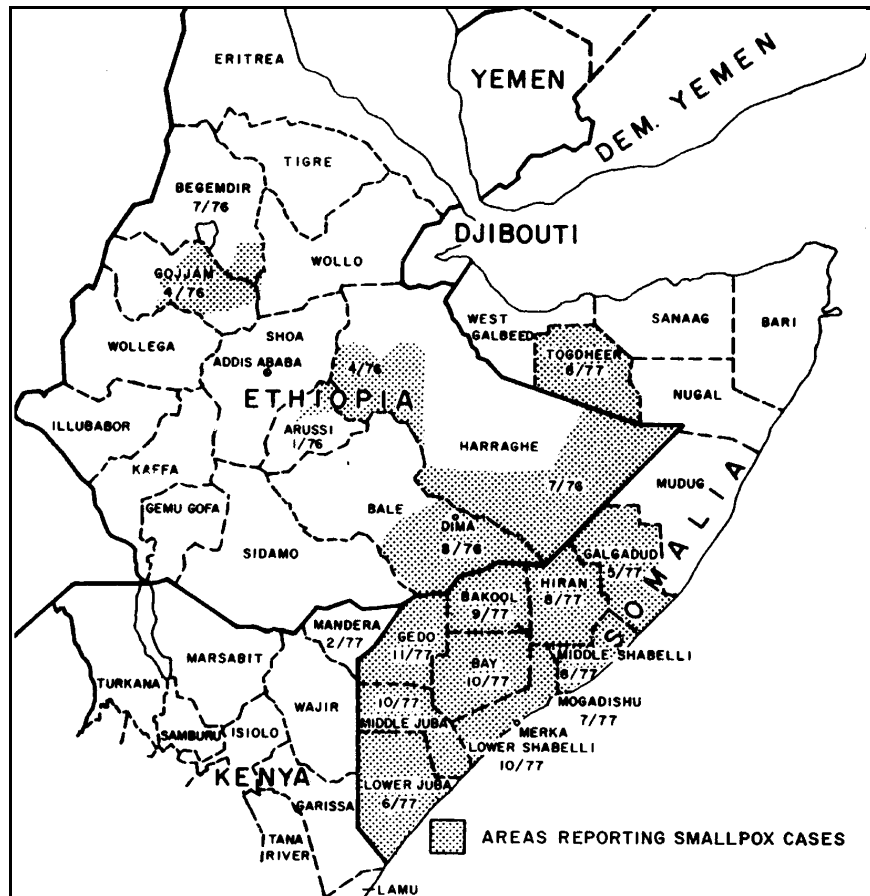 ERITREA
YEMEN
DEM. YEMEN
TIGRE
BEGEMDIR
7/76
DJIBOUTI
GOJJAM
4/76
WOLLO
WEST
GALBEED
SANAAG
BARI
WOLLEGA
SHOA
ADDIS ABABA
4/76
TOGDHEER
6/77
NUGAL
ETHIOPIA
ILLUBABOR
ARUSSI
1/76
HARRAGHE
KAFFA
7/76
MUDUG
GEMU GOFA
BALE
DIMA
8/76
SIDAMO
GALGADUD
5/77
SOMALIA
HIRAN
8/77
BAKOOL
9/77
MANDERA
2/77
GEDO
11/77
MARSABIT
BAY
10/77
MIDDLE SHABELLI
8/77
TURKANA
WAJIR
10/77
MIDDLE JUBA
MOGADISHU
7/77
SAMBURU
ISIOLO
MERKA
LOWER SHABELLI
10/77
KENYA
LOWER JUBA
6/77
GARISSA
TANA
RIVER
LAMU
AREAS REPORTING SMALLPOX CASES